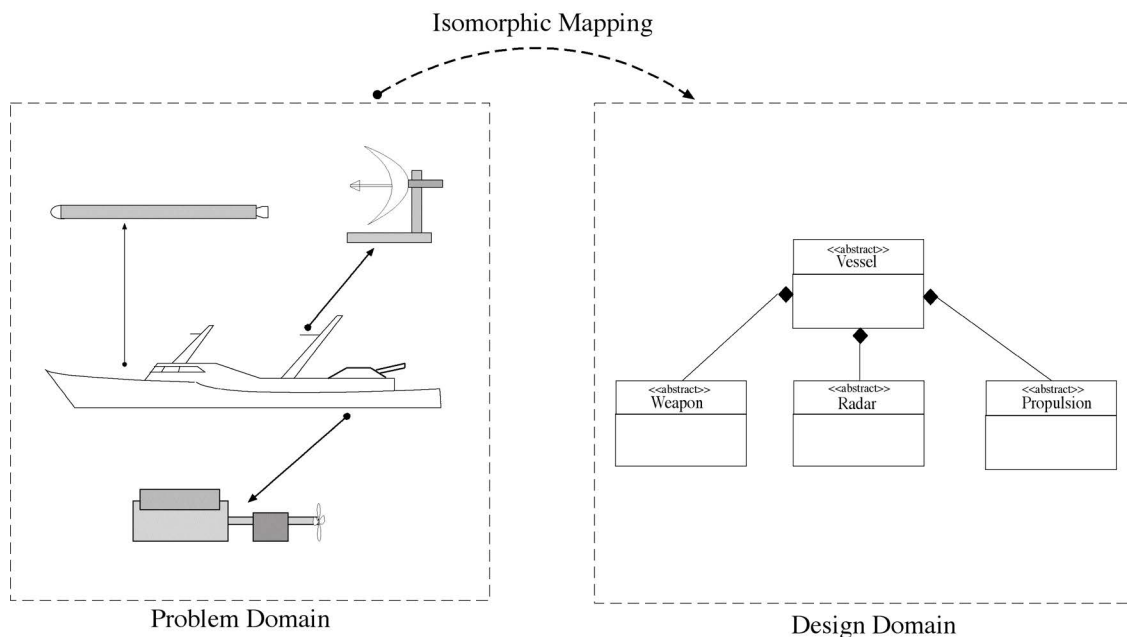 Isomorphic Mapping
<<abstract>>
Vessel
<<abstract>>
Weapon
<<abstract>>
Radar
<<abstract>>
Propulsion
Problem Domain
Design Domain